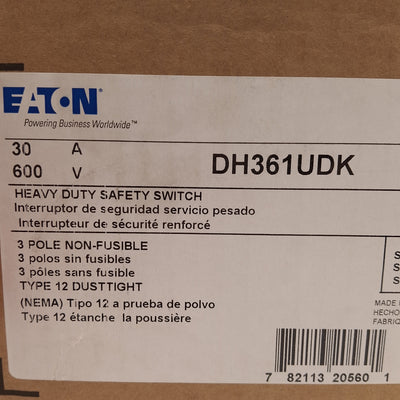 EATON
Powering Business Worldwide™
30 A
600 V
DH361UDK
HEAVY DUTY SAFETY SWITCH
Interruptor de seguridad servicio pesado
Interrupteur de sécurité renforcé
3 POLE NON-FUSIBLE
3 polos sin fusibles
3 pôles sans fusible
TYPE 12 DUSTTIGHT
(NEMA) Tipo 12 a prueba de polvo
Type 12 étanche la poussière
S
S
S
MADE
HECHO
FABRIQ
7 82113 20560 1